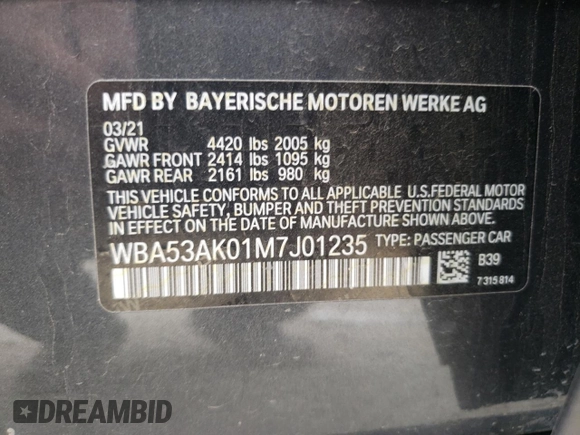 MFD BY BAYERISCHE MOTOREN WERKE AG
03/21
GVWR 4420 lbs 2005 kg
GAWR FRONT 2414 lbs 1095 kg
GAWR REAR 2161 lbs 980 kg
THIS VEHICLE CONFORMS TO ALL APPLICABLE U.S.FEDERAL MOTOR
VEHICLE SAFETY, BUMPER AND THEFT PREVENTION STANDARDS
IN EFFECT ON THE DATE OF MANUFACTURE SHOWN ABOVE.
WBA53AK01M7J01235 TYPE: PASSENGER CAR
B39
7315814
DREAMBID